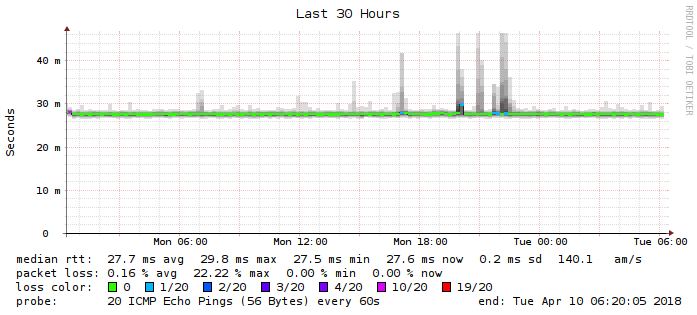 Last 30 Hours
RRDTOOL / TOBI OETIKER
Seconds
40 m
30 m
20 m
10 m
0
Mon 06:00 Mon 12:00 Mon 18:00 Tue 00:00 Tue 06:00
median rtt: 27.7 ms avg 29.8 ms max 27.5 ms min 27.6 ms now 0.2 ms sd 140.1 am/s
packet loss: 0.16 % avg 22.22 % max 0.00 % min 0.00 % now
loss color: 0 1/20 2/20 3/20 4/20 10/20 19/20
probe: 20 ICMP Echo Pings (56 Bytes) every 60s end: Tue Apr 10 06:20:05 2018